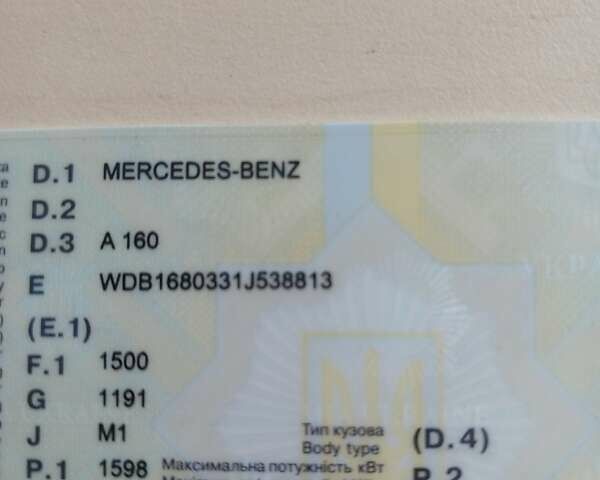 D.1 MERCEDES-BENZ
D.2
D.3 A 160
E WDB1680331J538813
(E.1)
F.1 1500
G 1191
J M1 Тип кузова (D.4)
Body type
P.1 1598 Максимальна потужність кВт P.2